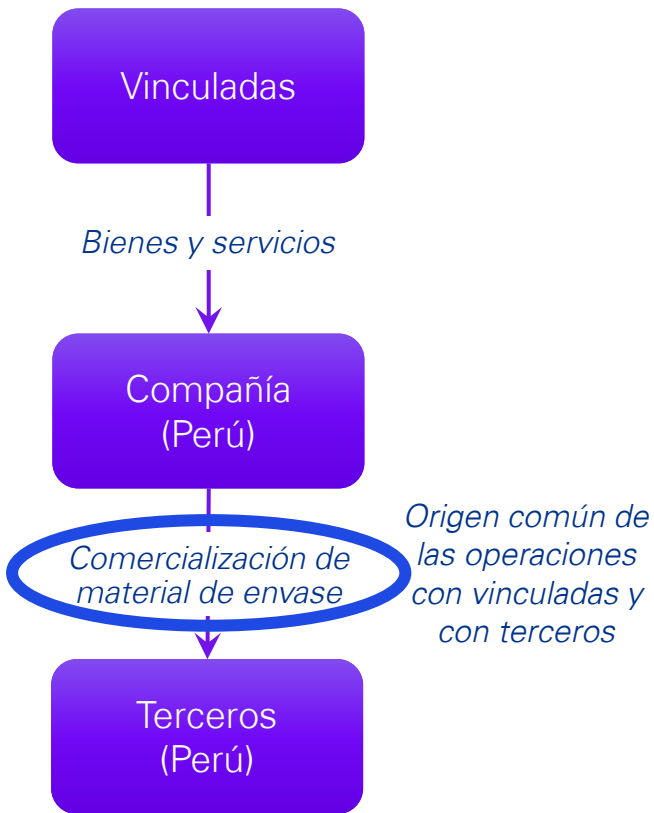 Vinculadas
Bienes y servicios
Compañía
(Perú)
Comercialización de
material de envase
Origen común de
las operaciones
con vinculadas y
con terceros
Terceros
(Perú)